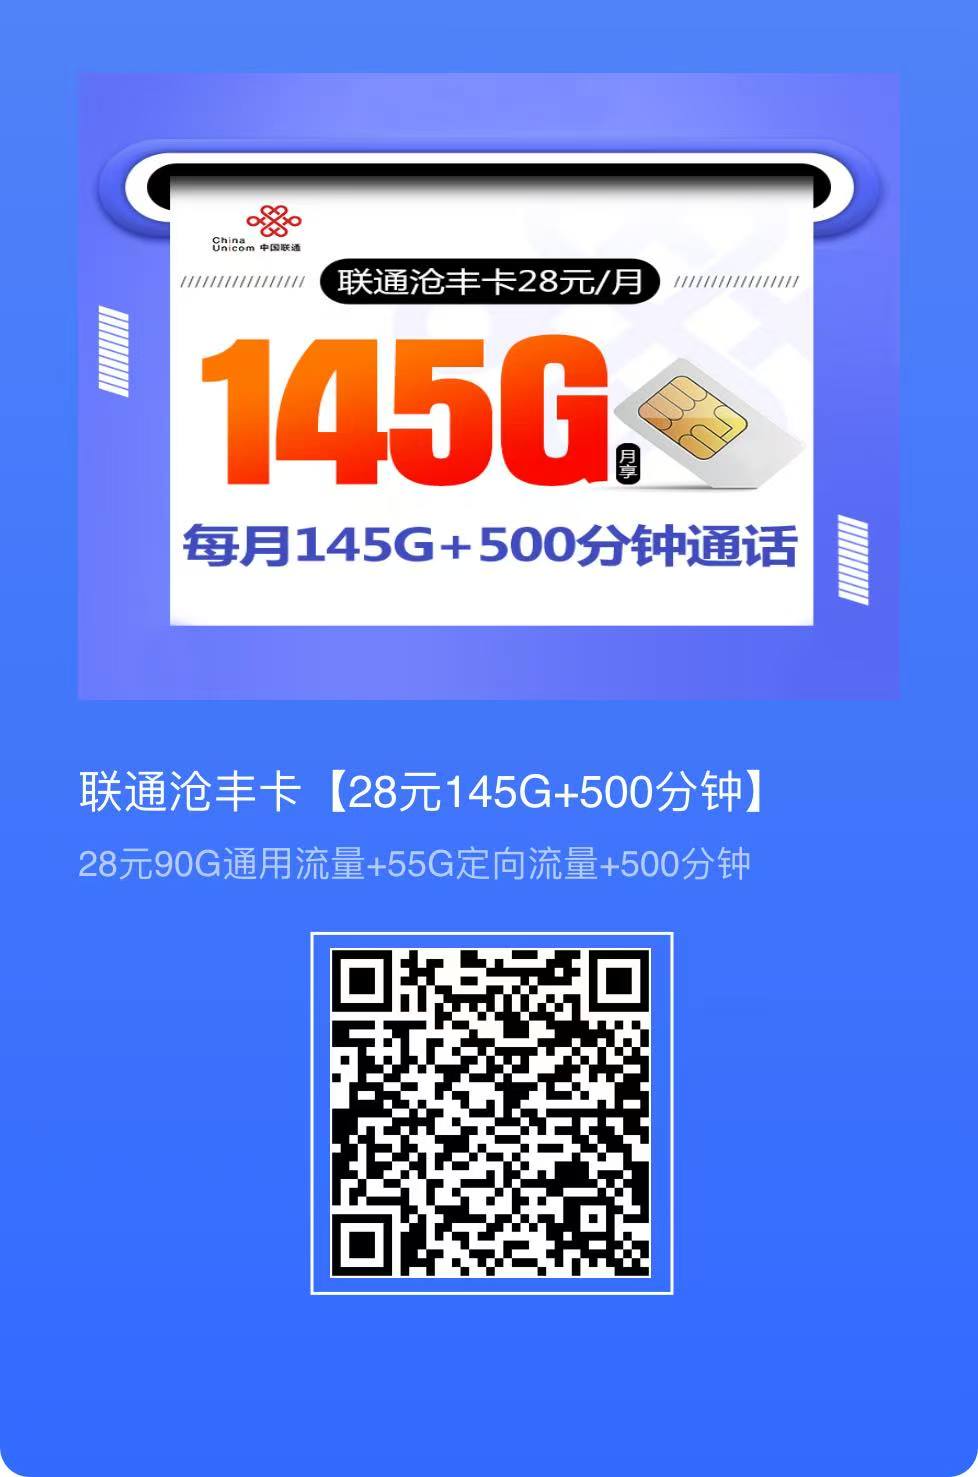 China
Unicom 中国联通
联通沧丰卡28元/月
145G
月享
每月145G+500分钟通话
联通沧丰卡【28元145G+500分钟】
28元90G通用流量+55G定向流量+500分钟